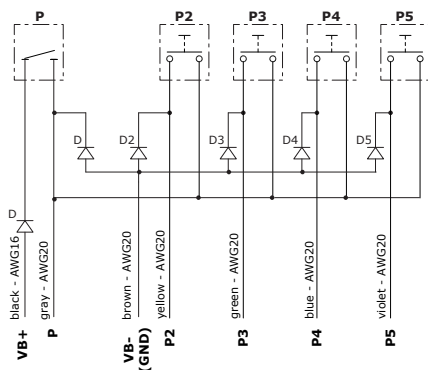 P
P2
P3
P4
P5
D
D2
D3
D4
D5
D
black - AWG16
gray - AWG20
brown - AWG20
yellow - AWG20
green - AWG20
blue - AWG20
violet - AWG20
VB+
P
VB-
(GND)
P2
P3
P4
P5